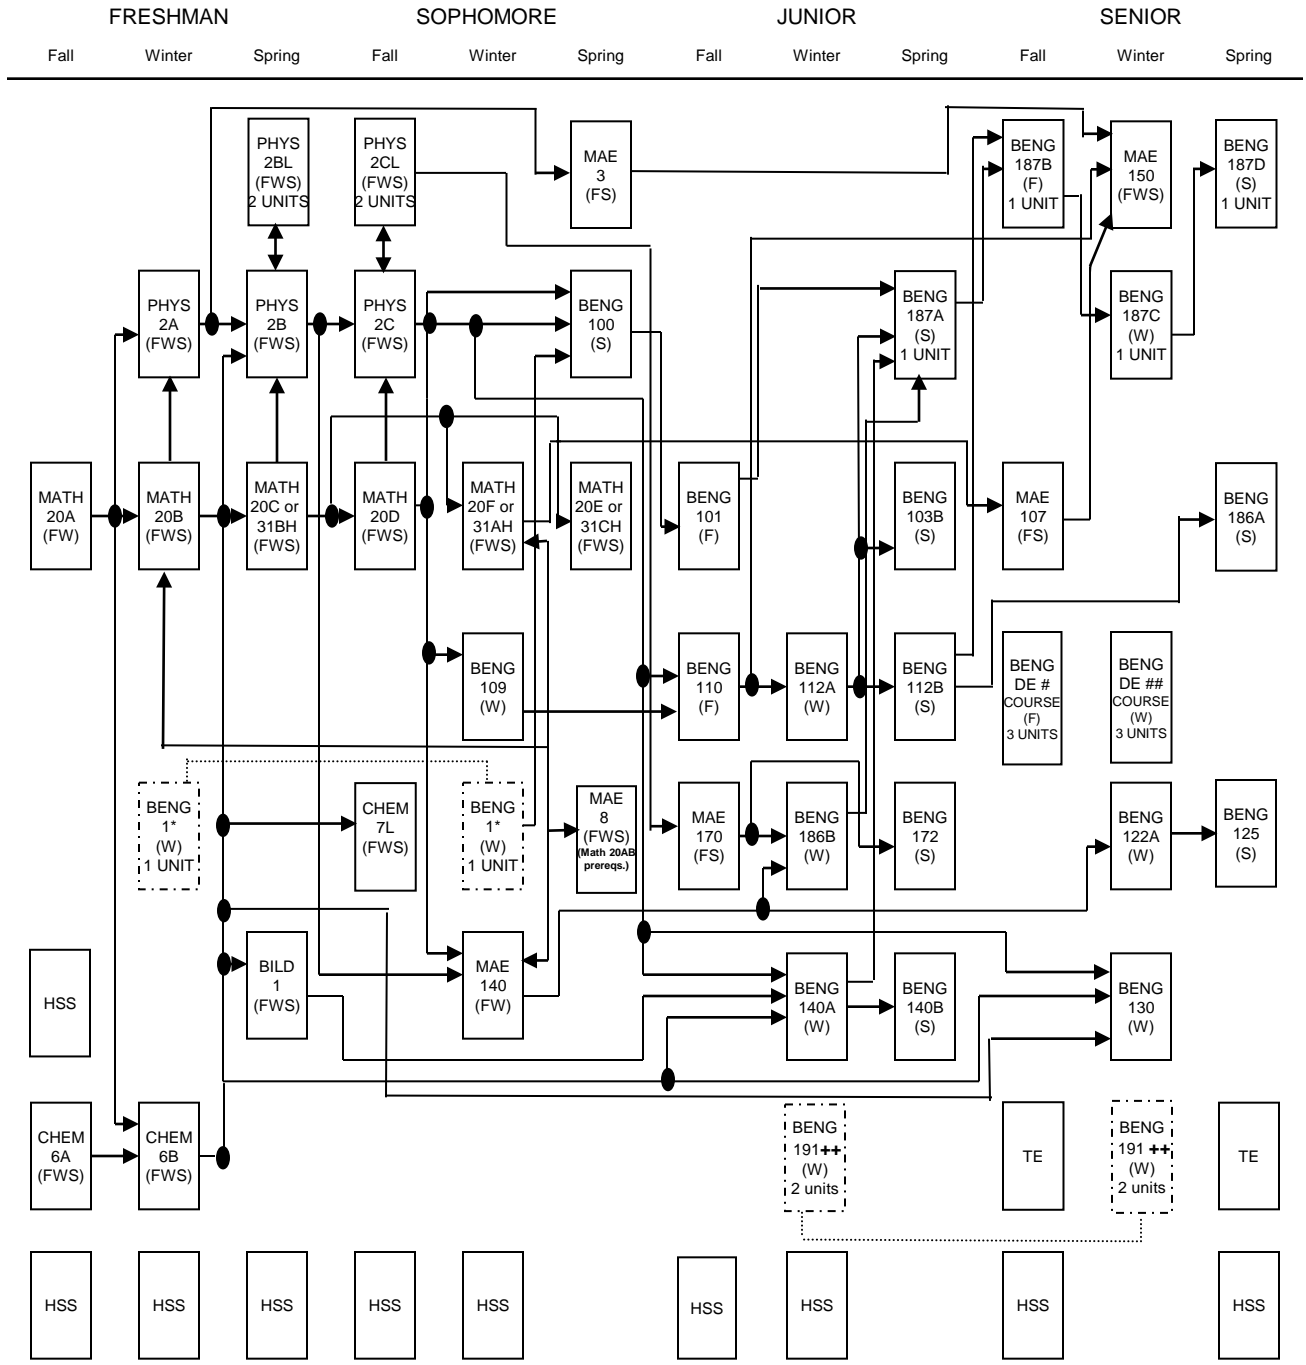 FRESHMAN SOPHOMORE JUNIOR SENIOR
Fall Winter Spring Fall Winter Spring Fall Winter Spring Fall Winter Spring
PHYS
2BL
(FWS)
2 UNITS
PHYS
2CL
(FWS)
2 UNITS
MAE
3
(FS)
BENG
187B
(F)
1 UNIT
MAE
150
(FWS)
BENG
187D
(S)
1 UNIT
PHYS
2A
(FWS)
PHYS
2B
(FWS)
PHYS
2C
(FWS)
BENG
100
(S)
BENG
187A
(S)
1 UNIT
BENG
187C
(W)
1 UNIT
MATH
20A
(FW)
MATH
20B
(FWS)
MATH
20C or
31BH
(FWS)
MATH
20D
(FWS)
MATH
20F or
31AH
(FWS)
MATH
20E or
31CH
(FWS)
BENG
101
(F)
BENG
103B
(S)
MAE
107
(FS)
BENG
186A
(S)
BENG
109
(W)
BENG
110
(F)
BENG
112A
(W)
BENG
112B
(S)
BENG
DE #
COURSE
(F)
3 UNITS
BENG
DE ##
COURSE
(W)
3 UNITS
BENG
1*
(W)
1 UNIT
CHEM
7L
(FWS)
BENG
1*
(W)
1 UNIT
MAE
8
(FWS)
(Math 20AB
prereqs.)
MAE
170
(FS)
BENG
186B
(W)
BENG
172
(S)
BENG
122A
(W)
BENG
125
(S)
HSS
BILD
1
(FWS)
MAE
140
(FW)
BENG
140A
(W)
BENG
140B
(S)
BENG
130
(W)
CHEM
6A
(FWS)
CHEM
6B
(FWS)
BENG
191++
(W)
2 units
TE
BENG
191 ++
(W)
2 units
TE
HSS HSS HSS HSS HSS HSS HSS HSS HSS